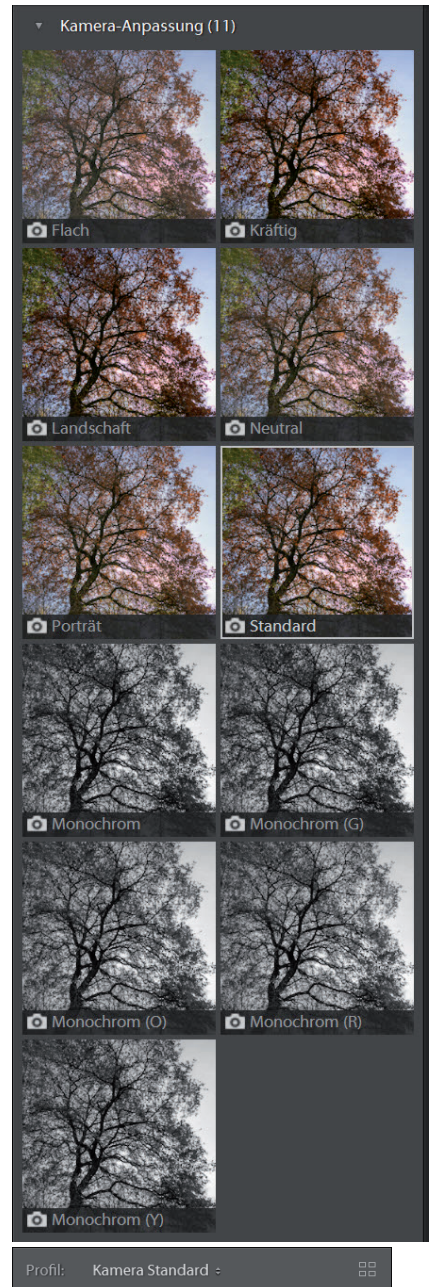 Kamera-Anpassung (11)
Flach
Kräftig
Landschaft
Neutral
Porträt
Standard
Monochrom
Monochrom (G)
Monochrom (O)
Monochrom (R)
Monochrom (Y)
Profil: Kamera Standard